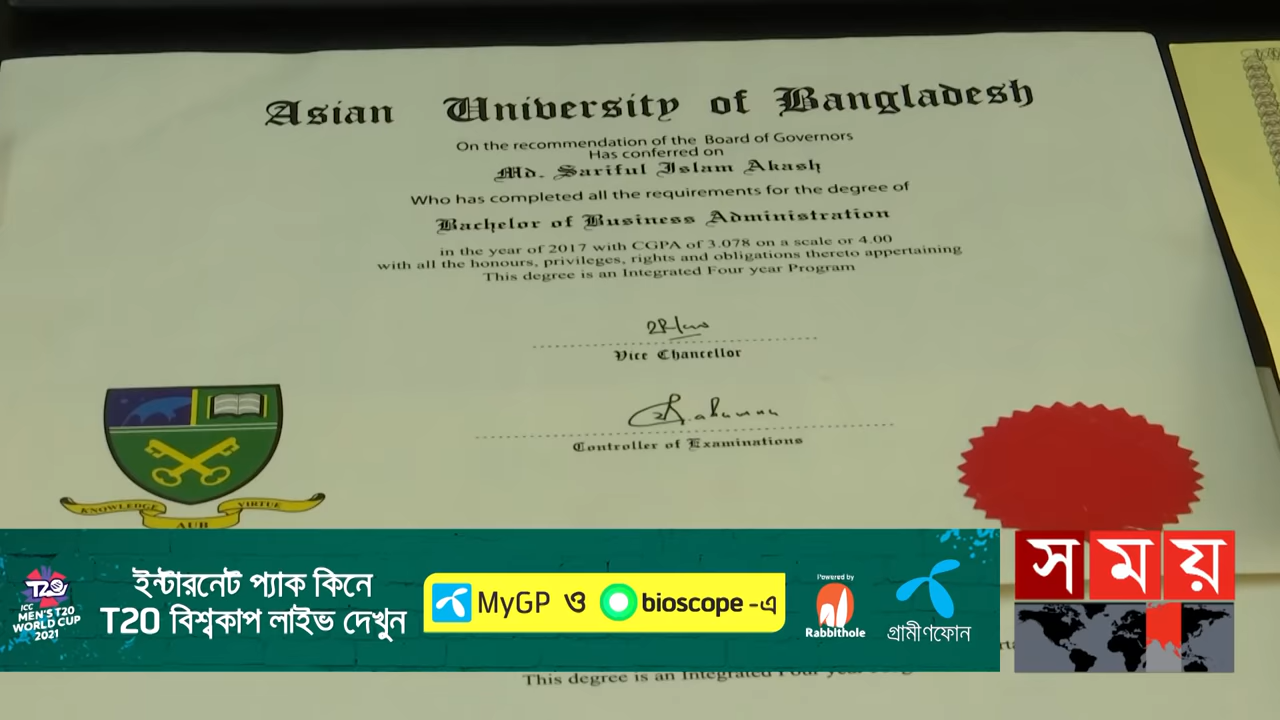 Asian University of Bangladesh
On the recommendation of the Board of Governors
Has conferred on
Md. Sariful Islam Akash
Who has completed all the requirements for the degree of
Bachelor of Business Administration
in the year of 2017 with CGPA of 3.078 on a scale or 4.00
with all the honours, privileges, rights and obligations thereto appertaining
This degree is an Integrated Four year Program
Vice Chancellor
Controller of Examinations
KNOWLEDGE VIRTUE
AUB
T20
ICC
MEN'S T20
WORLD CUP
2021
ইন্টারনেট প্যাক কিনে
T20 বিশ্বকাপ লাইভ দেখুন
MyGP ও bioscope-এ
Powered by
Rabbithole
গ্রামীণফোন
সময়
This degree is an Integrated Four year